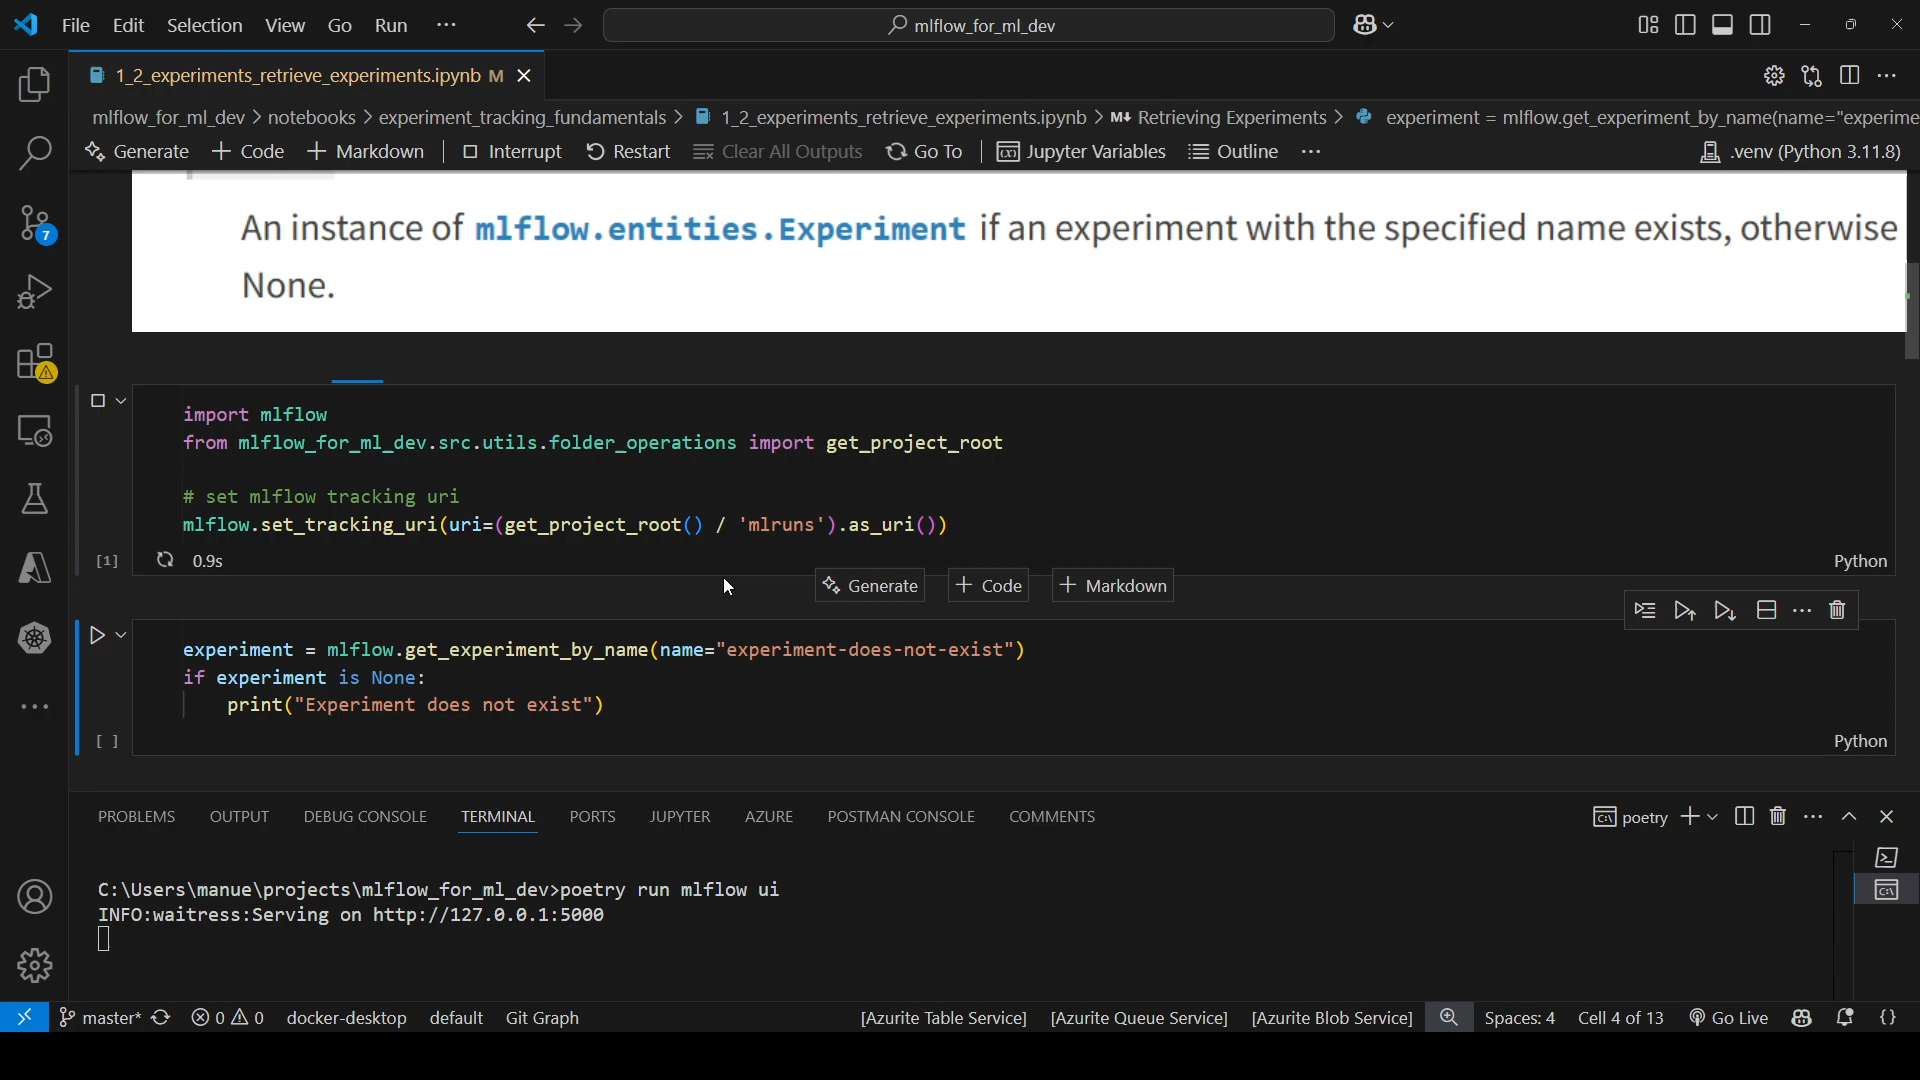 File Edit Selection View Go Run ···
mlflow_for_ml_dev
1_2_experiments_retrieve_experiments.ipynb M
mlflow_for_ml_dev > notebooks > experiment_tracking_fundamentals > 1_2_experiments_retrieve_experiments.ipynb > M↓ Retrieving Experiments > experiment = mlflow.get_experiment_by_name(name="experime
Generate + Code + Markdown Interrupt Restart Clear All Outputs Go To Jupyter Variables Outline ··· .venv (Python 3.11.8)
An instance of mlflow.entities.Experiment if an experiment with the specified name exists, otherwise
None.
7
import mlflow
from mlflow_for_ml_dev.src.utils.folder_operations import get_project_root
# set mlflow tracking uri
mlflow.set_tracking_uri(uri=(get_project_root() / 'mlruns').as_uri())
[1] 0.9s Python
Generate + Code + Markdown
experiment = mlflow.get_experiment_by_name(name="experiment-does-not-exist")
if experiment is None:
print("Experiment does not exist")
[ ] Python
PROBLEMS OUTPUT DEBUG CONSOLE TERMINAL PORTS JUPYTER AZURE POSTMAN CONSOLE COMMENTS poetry
C:\Users\manue\projects\mlflow_for_ml_dev>poetry run mlflow ui
INFO:waitress:Serving on http://127.0.0.1:5000
master* 0 0 docker-desktop default Git Graph [Azurite Table Service] [Azurite Queue Service] [Azurite Blob Service] Spaces: 4 Cell 4 of 13 Go Live {}